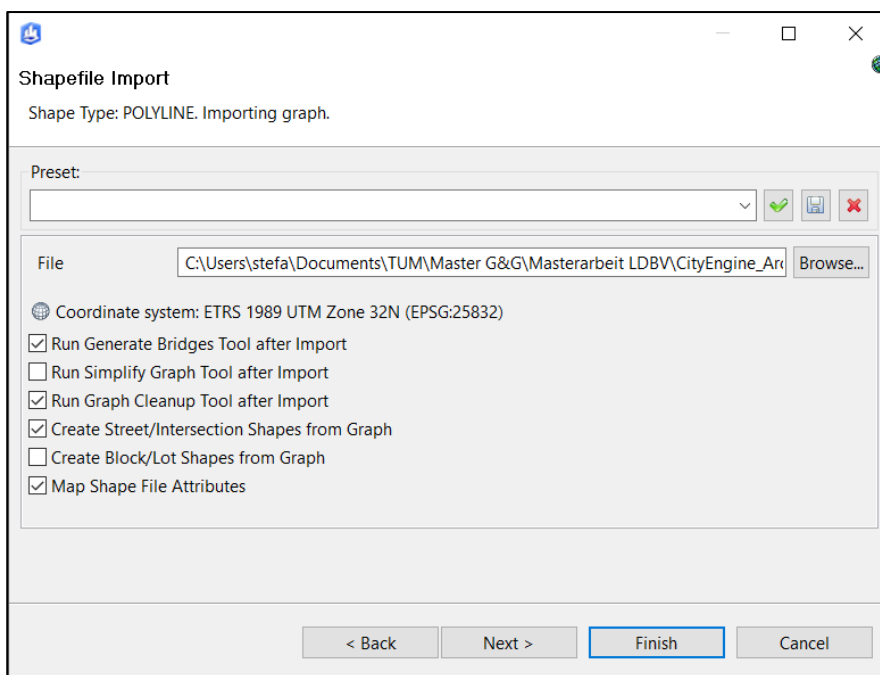 Shapefile Import
Shape Type: POLYLINE. Importing graph.
Preset:
File C:\Users\stefa\Documents\TUM\Master G&G\Masterarbeit LDBV\CityEngine_Arc Browse...
Coordinate system: ETRS 1989 UTM Zone 32N (EPSG:25832)
Run Generate Bridges Tool after Import
Run Simplify Graph Tool after Import
Run Graph Cleanup Tool after Import
Create Street/Intersection Shapes from Graph
Create Block/Lot Shapes from Graph
Map Shape File Attributes
< Back Next > Finish Cancel